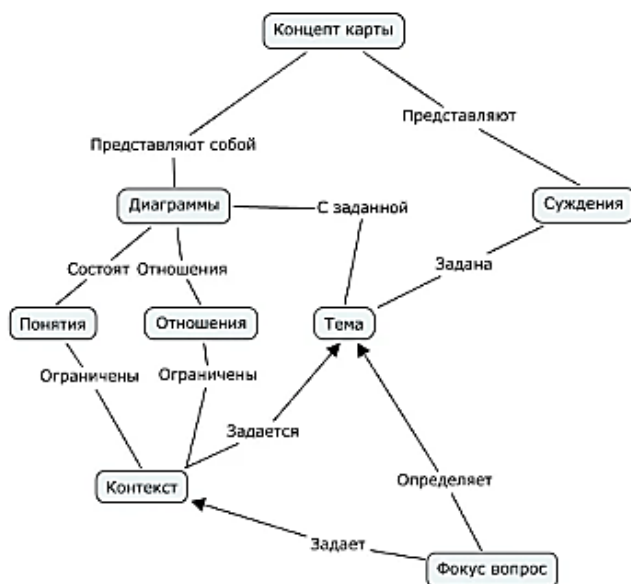 Концепт карты
Представляют
Представляют собой
Диаграммы
С заданной
Суждения
Состоят
Отношения
Задана
Понятия
Отношения
Тема
Ограничены
Ограничены
Задается
Контекст
Определяет
Задает
Фокус вопрос